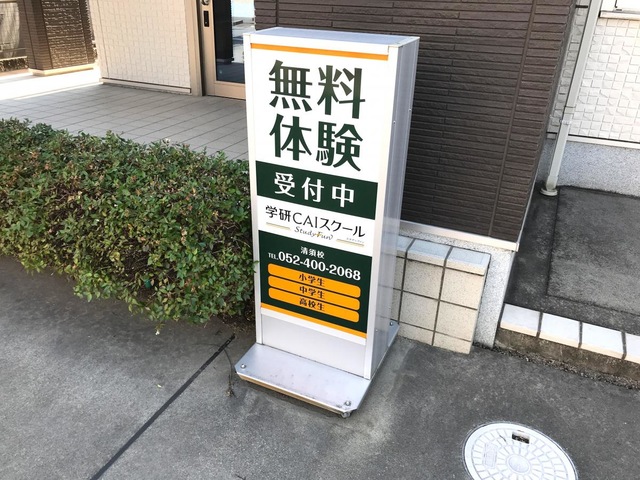 無料
体験
受付中
学研CAIスクール
Study Fun
清須校
TEL.052-400-2068
小学生
中学生
高校生